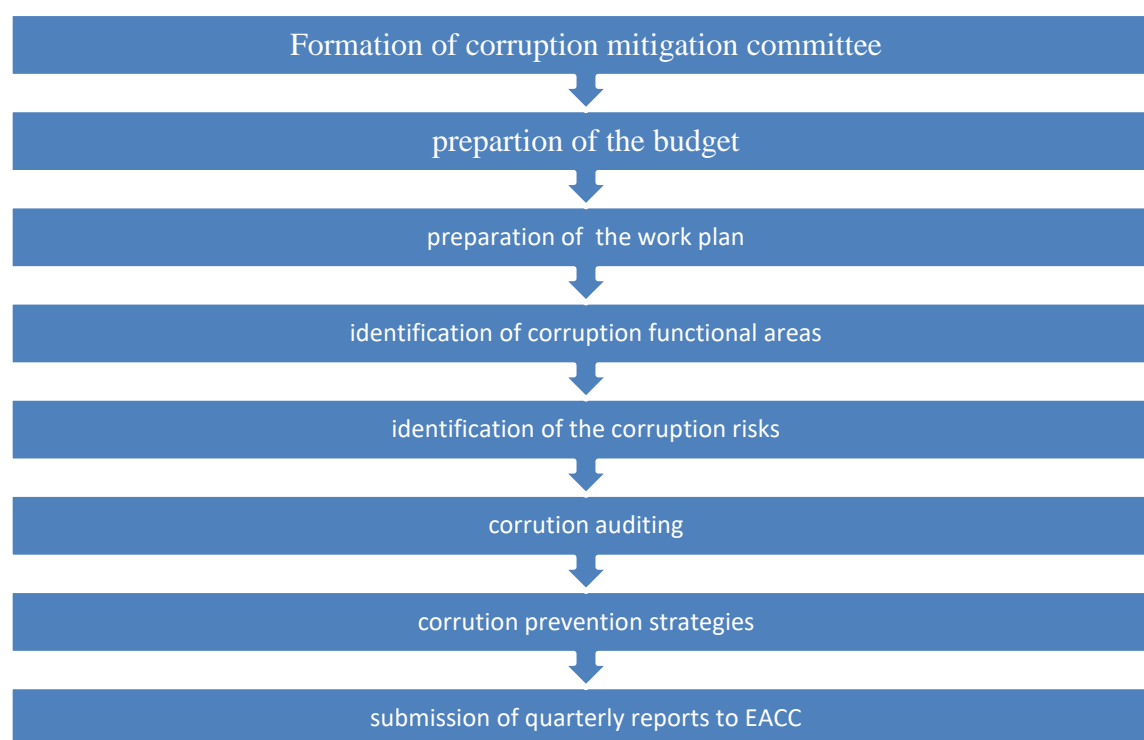 Formation of corruption mitigation committee
prepartion of the budget
preparation of  the work plan
identification of corruption functional areas
identification of the corruption risks
corrution auditing
corrution prevention strategies
submission of quarterly reports to EACC